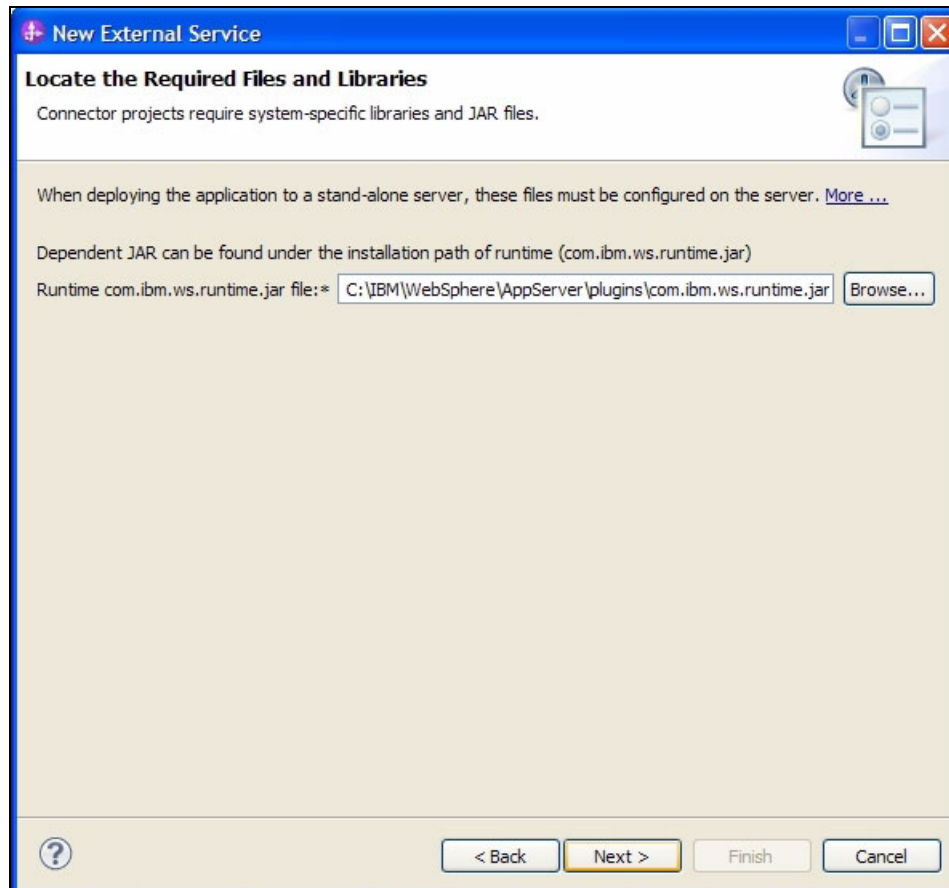 New External Service
Locate the Required Files and Libraries
Connector projects require system-specific libraries and JAR files.
When deploying the application to a stand-alone server, these files must be configured on the server. More ...
Dependent JAR can be found under the installation path of runtime (com.ibm.ws.runtime.jar)
Runtime com.ibm.ws.runtime.jar file:* C:\IBM\WebSphere\AppServer\plugins\com.ibm.ws.runtime.jar Browse...
? < Back Next > Finish Cancel